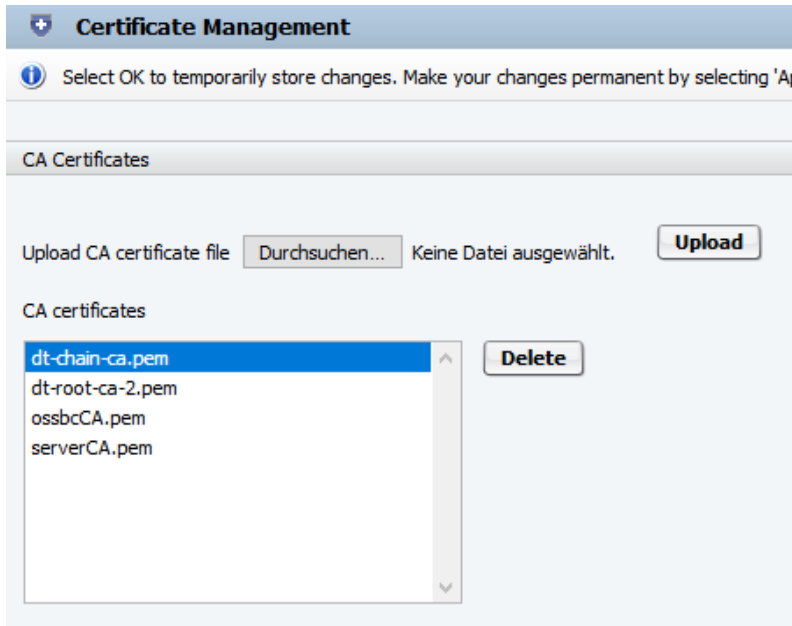 Certificate Management
Select OK to temporarily store changes. Make your changes permanent by selecting
CA Certificates
Upload CA certificate file Durchsuchen... Keine Datei ausgewählt. Upload
CA certificates
dt-chain-ca.pem Delete
dt-root-ca-2.pem
ossbcCA.pem
serverCA.pem